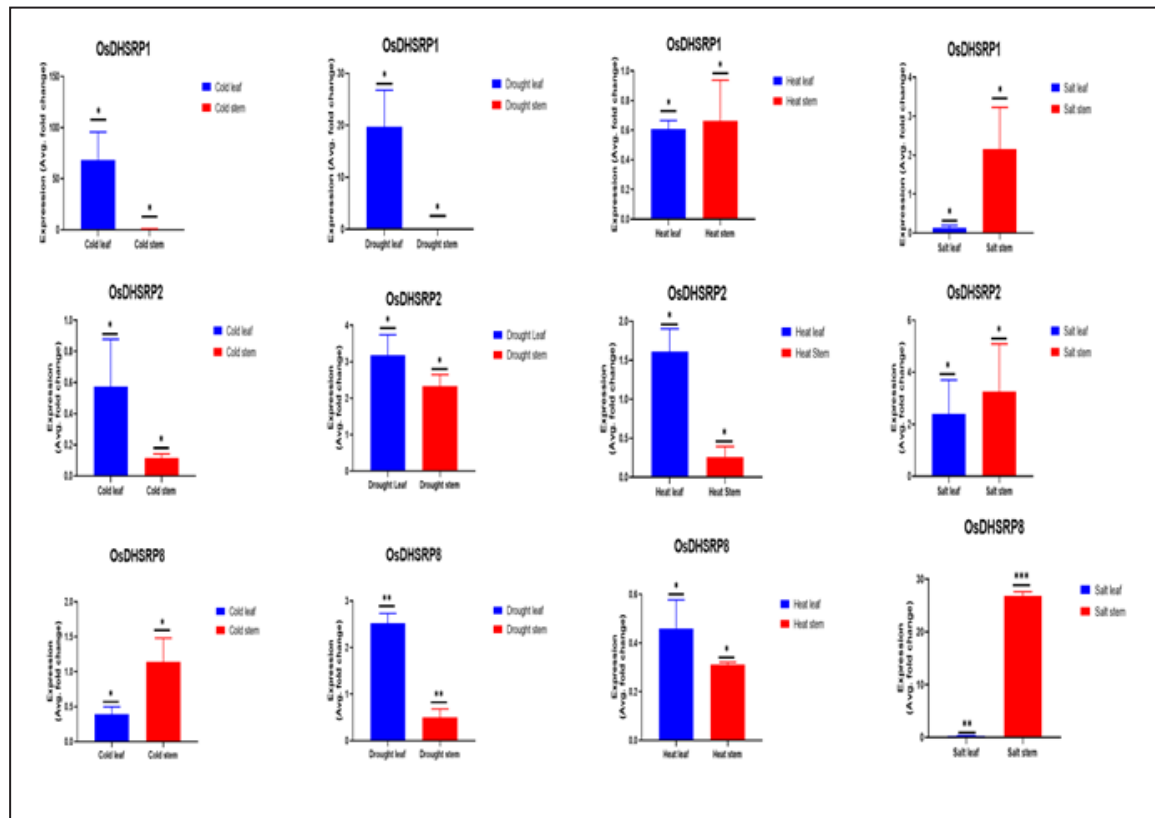 OsDHSRP1
Expression (Avg. fold change)
150
100
50
0
*
*
Cold leaf
Cold stem
Cold leaf
Cold stem
OsDHSRP1
Expression (Avg. fold change)
30
20
10
0
*
*
Drought leaf
Drought stem
Drought leaf
Drought stem
OsDHSRP1
Expression (Avg. fold change)
1.0
0.8
0.6
0.4
0.2
0.0
*
*
Heat leaf
Heat stem
Heat leaf
Heat stem
OsDHSRP1
Expression (Avg. fold change)
4
3
2
1
0
*
*
Salt leaf
Salt stem
Salt leaf
Salt stem
OsDHSRP2
Expression
(Avg. fold change)
1.0
0.8
0.6
0.4
0.2
0.0
*
*
Cold leaf
Cold stem
Cold leaf
Cold stem
OsDHSRP2
Expression
(Avg. fold change)
4
3
2
1
0
*
*
Drought Leaf
Drought stem
Drought Leaf
Drought stem
OsDHSRP2
Expression
(Avg. fold change)
2.0
1.5
1.0
0.5
0.0
*
*
Heat leaf
Heat Stem
Heat leaf
Heat Stem
OsDHSRP2
Expression
(Avg. fold change)
6
4
2
0
*
*
Salt leaf
Salt stem
Salt leaf
Salt stem
OsDHSRP8
Expression
(Avg. fold change)
2.0
1.5
1.0
0.5
0.0
*
*
Cold leaf
Cold stem
Cold leaf
Cold stem
OsDHSRP8
Expression
(Avg. fold change)
3
2
1
0
**
**
Drought leaf
Drought stem
Drought leaf
Drought stem
OsDHSRP8
Expression
(Avg. fold change)
0.6
0.4
0.2
0.0
*
*
Heat leaf
Heat stem
Heat leaf
Heat stem
OsDHSRP8
Expression
(Avg. fold change)
30
20
10
0
**
***
Salt leaf
Salt stem
Salt leaf
Salt stem